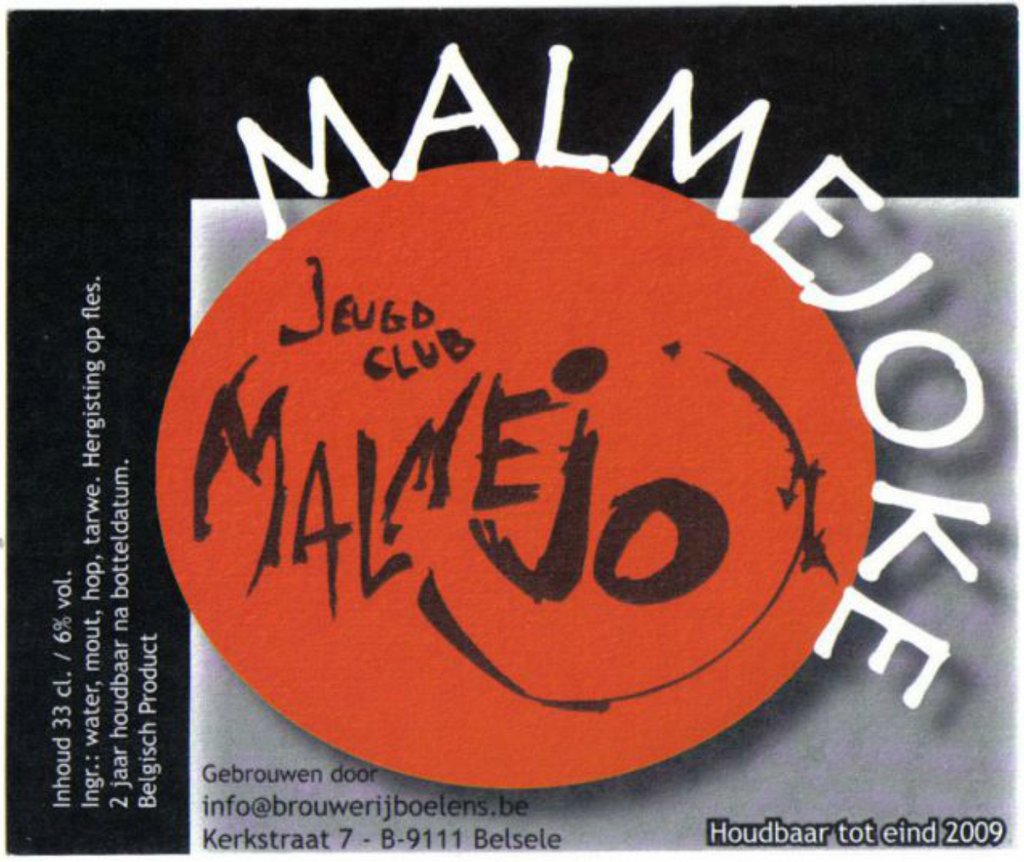 MALMEJOKE
JEUGD
CLUB
MALMEjo
Inhoud 33 cl. / 6% vol.
Ingr.: water, mout, hop, tarwe. Hergisting op fles.
2 jaar houdbaar na botteldatum.
Belgisch Product
Gebrouwen door
info@brouwerijboelens.be
Kerkstraat 7 - B-9111 Belsele
Houdbaar tot eind 2009